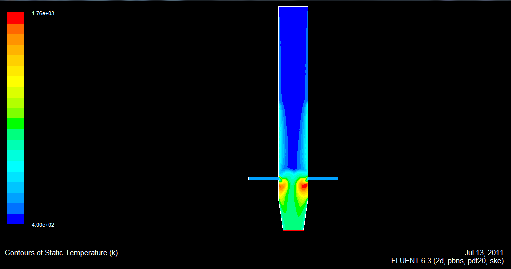 1.76e+03
4.00e+02
Contours of Static Temperature (k)
Jul 13, 2011
FLUENT 6.3 (2d, pbns, pdf20, ske)